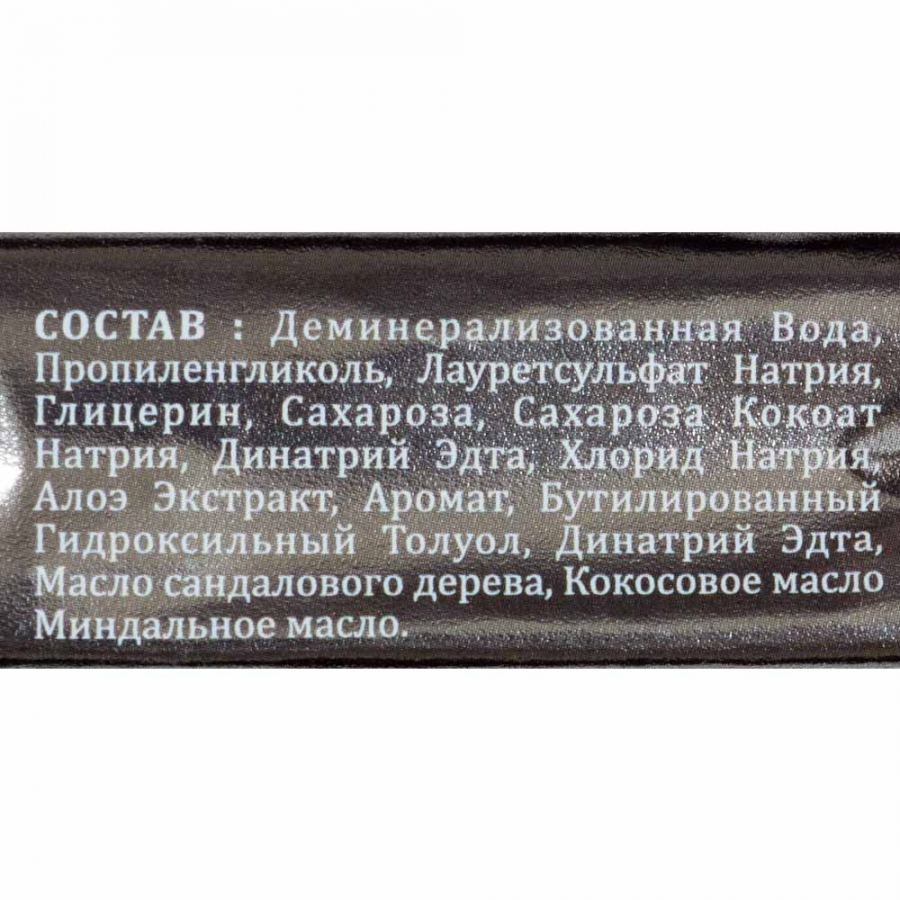 СОСТАВ : Деминерализованная Вода,
Пропиленгликоль, Лауретсульфат Натрия,
Глицерин, Сахароза, Сахароза Кокоат
Натрия, Динатрий Эдта, Хлорид Натрия,
Алоэ Экстракт, Аромат, Бутилированный
Гидроксильный Толуол, Динатрий Эдта,
Масло сандалового дерева, Кокосовое масло
Миндальное масло.